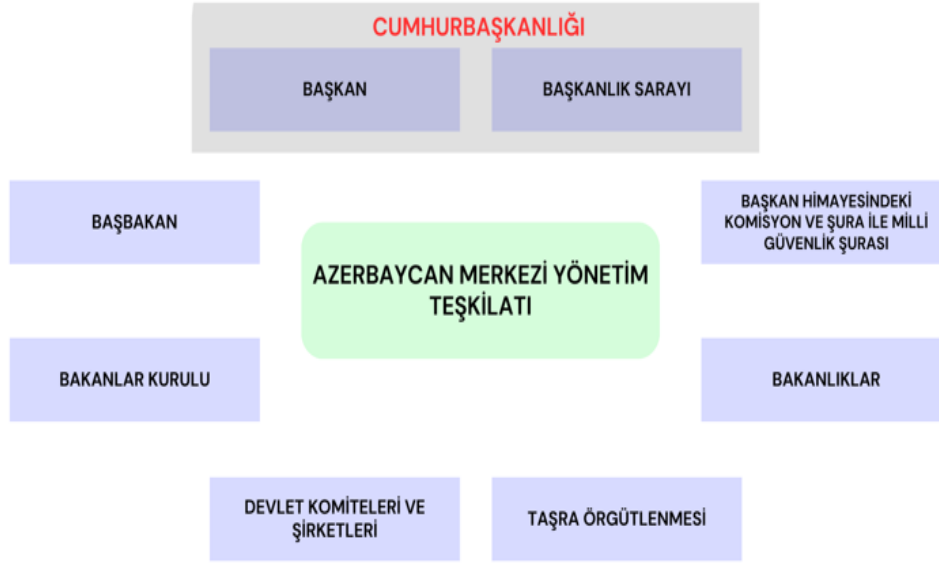 CUMHURBAŞKANLIĞI
BAŞKAN
BAŞKANLIK SARAYI
BAŞBAKAN
BAŞKAN HİMAYESİNDEKİ
KOMİSYON VE ŞURA İLE MİLLİ
GÜVENLİK ŞURASI
AZERBAYCAN MERKEZİ YÖNETİM
TEŞKİLATI
BAKANLAR KURULU
BAKANLIKLAR
DEVLET KOMİTELERİ VE
ŞİRKETLERİ
TAŞRA ÖRGÜTLENMESİ